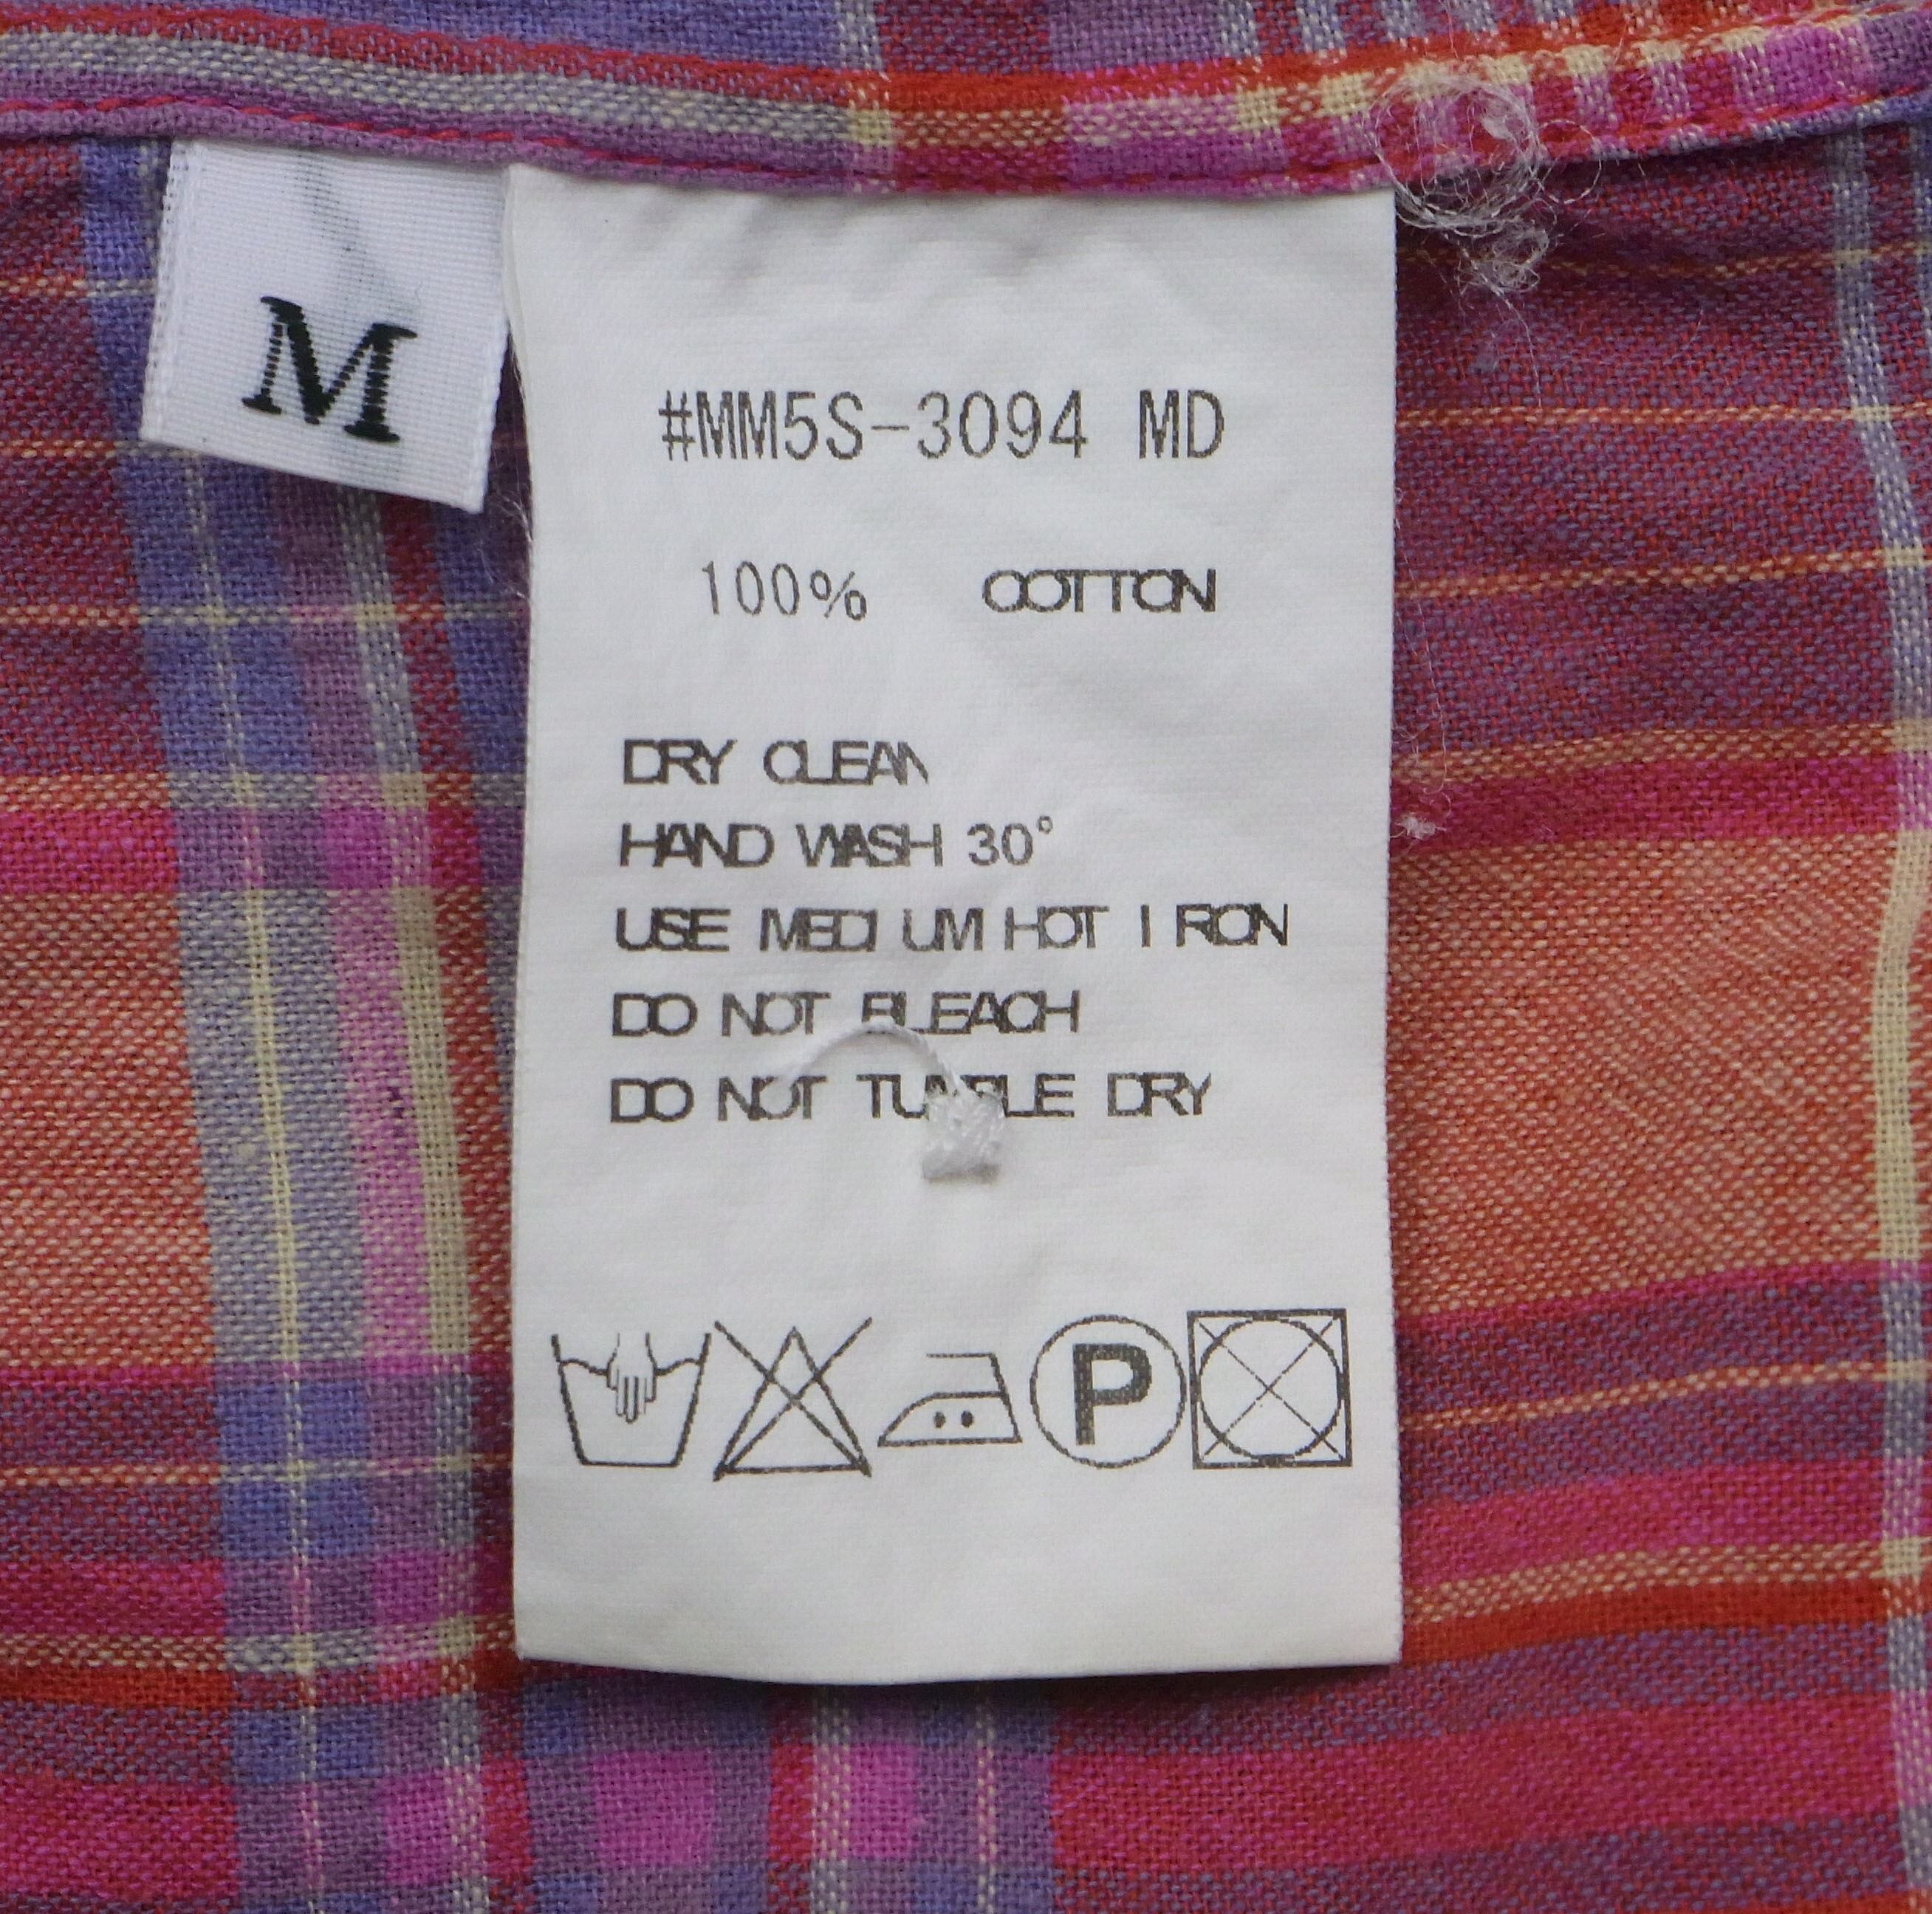 M
#MM5S-3094 MD
100% COTTON
DRY CLEAN
HAND WASH 30°
USE MEDIUM HOT IRON
DO NOT BLEACH
DO NOT TUMBLE DRY
P